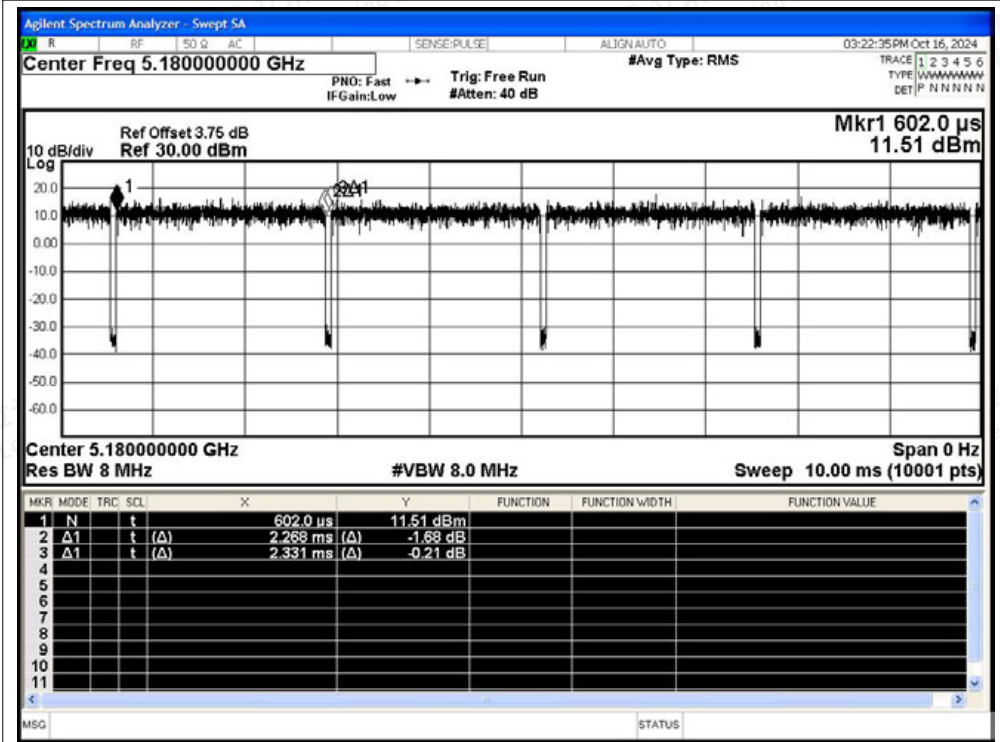 Agilent Spectrum Analyzer - Swept SA
LXI R RF 50 Ω AC SENSE:PULSE ALIGNAUTO 03:22:35PM Oct 16, 2024
Center Freq 5.180000000 GHz #Avg Type: RMS TRACE 1 2 3 4 5 6
PNO: Fast Trig: Free Run TYPE WWWWWW
IFGain:Low #Atten: 40 dB DET P N N N N N
Mkr1 602.0 µs
Ref Offset 3.75 dB
10 dB/div Ref 30.00 dBm 11.51 dBm
Log
20.0
1
10.0
0.00
-10.0
-20.0
-30.0
-40.0
-50.0
-60.0
Center 5.180000000 GHz Span 0 Hz
Res BW 8 MHz #VBW 8.0 MHz Sweep 10.00 ms (10001 pts)
MKR MODE TRC SCL X Y FUNCTION FUNCTION WIDTH FUNCTION VALUE
1 N t 602.0 µs 11.51 dBm
2 Δ1 t (Δ) 2.268 ms (Δ) -1.68 dB
3 Δ1 t (Δ) 2.331 ms (Δ) -0.21 dB
4
5
6
7
8
9
10
11
MSG STATUS